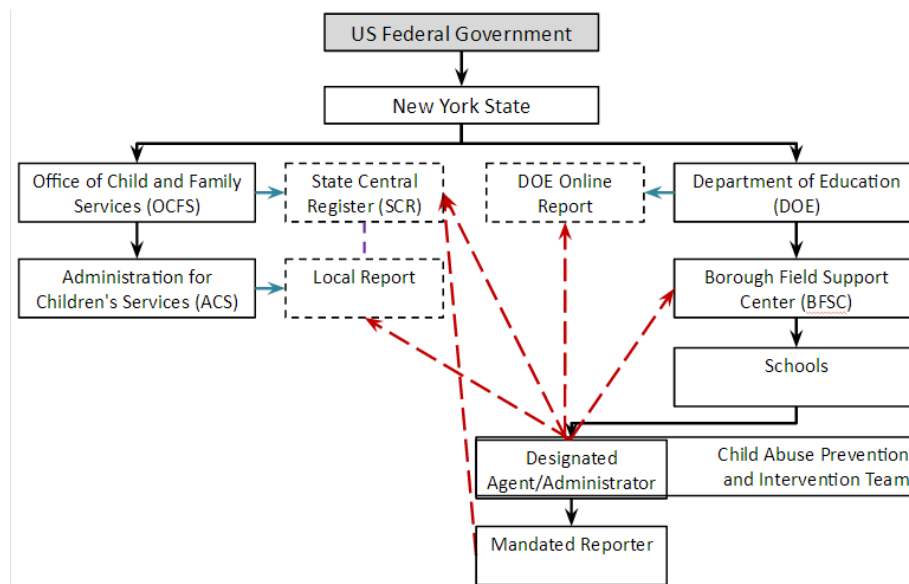 US Federal Government
New York State
Office of Child and Family
Services (OCFS)
State Central
Register (SCR)
DOE Online
Report
Department of Education
(DOE)
Administration for
Children's Services (ACS)
Local Report
Borough Field Support
Center (BFSC)
Schools
Designated
Agent/Administrator
Child Abuse Prevention
and Intervention Team
Mandated Reporter